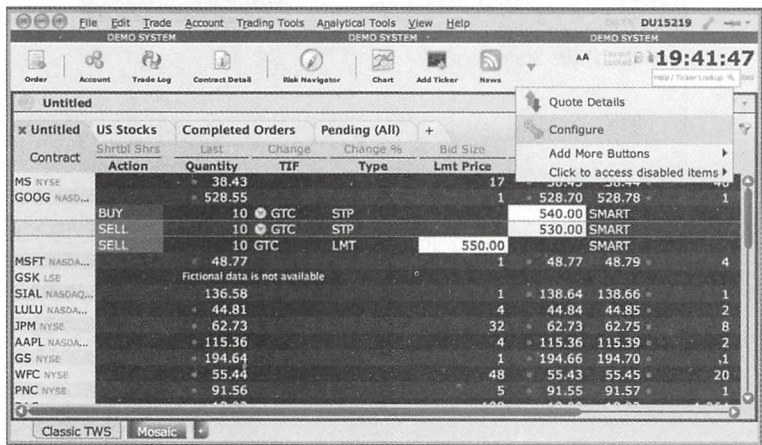 File Edit Trade Account Trading Tools Analytical Tools View Help DU15219
DEMO SYSTEM DEMO SYSTEM DEMO SYSTEM
Order Account Trade Log Contract Detail Risk Navigator Chart Add Ticker News AA 19:41:47
Help / Ticker Lookup
Untitled
Quote Details
Configure
Add More Buttons
Click to access disabled items
x Untitled US Stocks Completed Orders Pending (All) +
Contract Shrtbl Shrs Last Change Change % Bid Size
Action Quantity TIF Type Lmt Price
MS NYSE 38.43 17
GOOG NASD... 528.55 1 528.70 528.78 1
BUY 10 GTC STP 540.00 SMART
SELL 10 GTC STP 530.00 SMART
SELL 10 GTC LMT 550.00 SMART
MSFT NASDA... 48.77 1 48.77 48.79 4
GSK LSE Fictional data is not available
SIAL NASDAQ... 136.58 1 138.64 138.66 1
LULU NASDA... 44.81 4 44.84 44.85 2
JPM NYSE 62.73 32 62.73 62.75 8
AAPL NASDA... 115.36 4 115.36 115.39 2
GS NYSE 194.64 1 194.66 194.70 1
WFC NYSE 55.44 48 55.43 55.45 20
PNC NYSE 91.56 5 91.55 91.57 1
Classic TWS Mosaic +